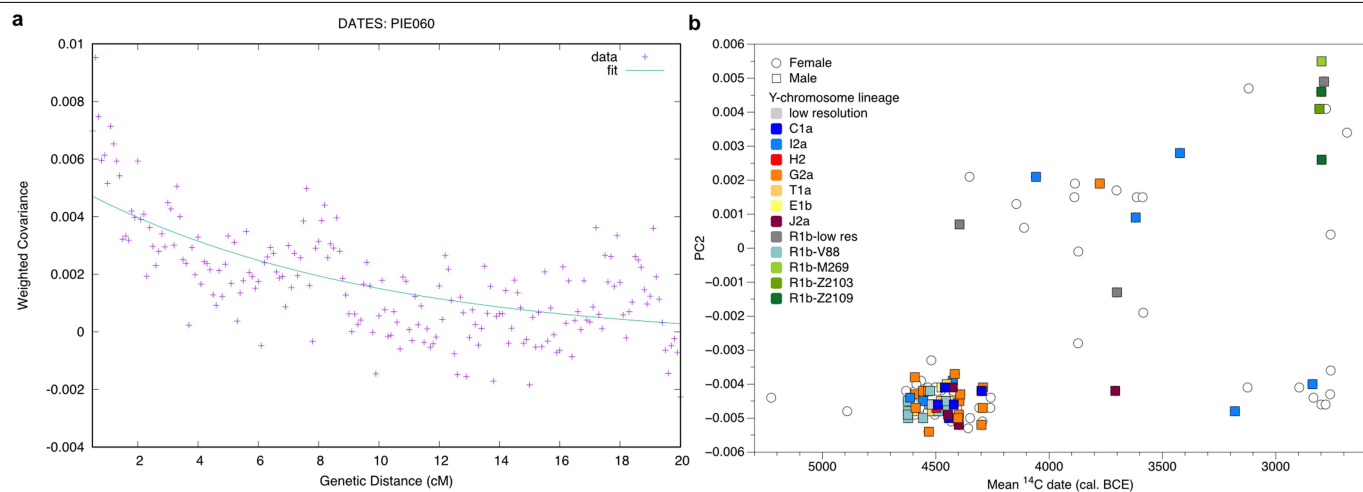 a
DATES: PIE060
0.01
0.008
0.006
0.004
0.002
0
−0.002
−0.004
Weighted Covariance
data
fit
2 4 6 8 10 12 14 16 18 20
Genetic Distance (cM)
b
0.006
0.005
0.004
0.003
0.002
0.001
0
−0.001
−0.002
−0.003
−0.004
−0.005
−0.006
PC2
Female
Male
Y-chromosome lineage
low resolution
C1a
I2a
H2
G2a
T1a
E1b
J2a
R1b-low res
R1b-V88
R1b-M269
R1b-Z2103
R1b-Z2109
5000 4500 4000 3500 3000
Mean 14C date (cal. BCE)